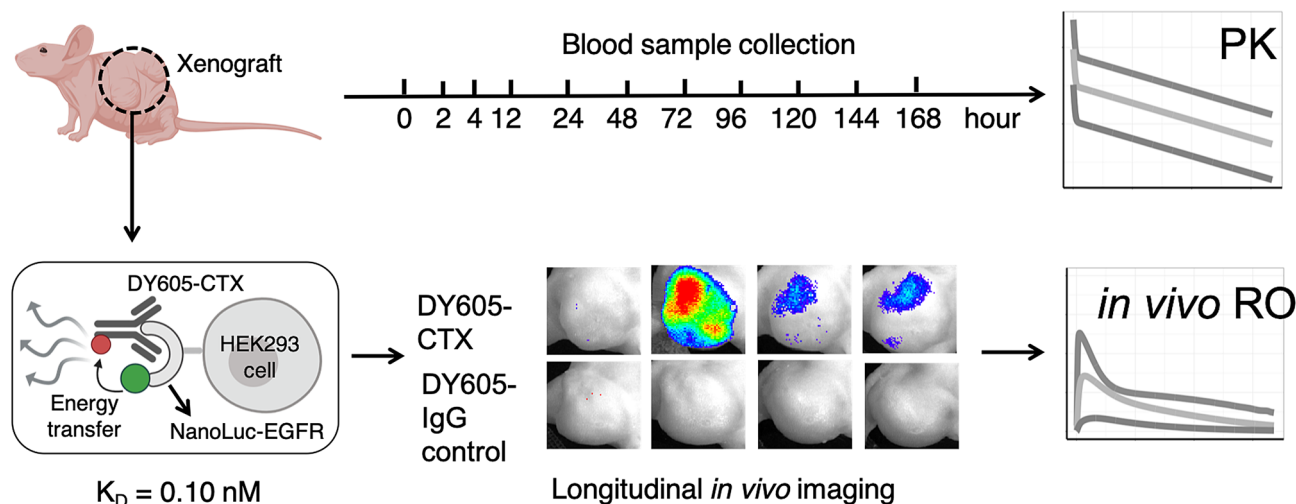 Xenograft
Blood sample collection
0 2 4 12 24 48 72 96 120 144 168 hour
PK
DY605-CTX
HEK293
cell
Energy
transfer
NanoLuc-EGFR
K_D = 0.10 nM
DY605-
CTX
DY605-
IgG
control
Longitudinal in vivo imaging
in vivo RO